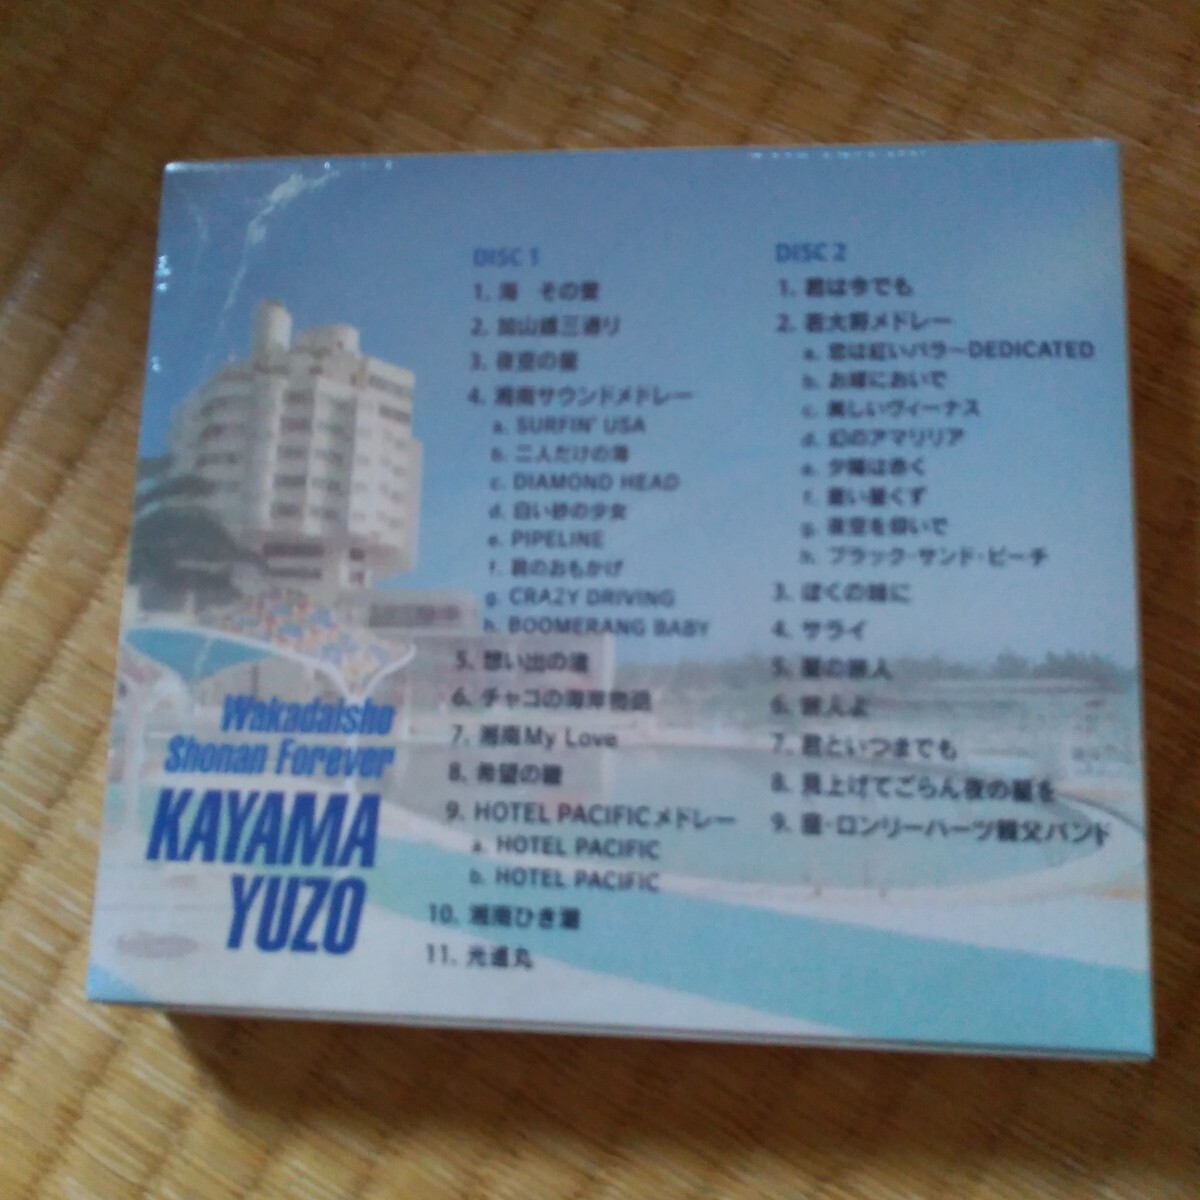 DISC 1
1. 海 その愛
2. 加山雄三通り
3. 夜空の星
4. 湘南サウンドメドレー
a. SURFIN' USA
b. 二人だけの海
c. DIAMOND HEAD
d. 白い砂の少女
e. PIPELINE
f. 君のおもかげ
g. CRAZY DRIVING
h. BOOMERANG BABY
5. 想い出の渚
6. チャコの海岸物語
7. 湘南My Love
8. 希望の鍵
9. HOTEL PACIFICメドレー
a. HOTEL PACIFIC
b. HOTEL PACIFIC
10. 湘南ひき潮
11. 光進丸
DISC 2
1. 君は今でも
2. 若大将メドレー
a. 恋は紅いバラ〜DEDICATED
b. お嫁においで
c. 美しいヴィーナス
d. 幻のアマリリア
e. 夕陽は赤く
f. 蒼い星くず
g. 夜空を仰いで
h. ブラック・サンド・ビーチ
3. ぼくの妹に
4. サライ
5. 星の旅人
6. 旅人よ
7. 君といつまでも
8. 見上げてごらん夜の星を
9. 座・ロンリーハーツ親父バンド
Wakadaisho
Shonan Forever
KAYAMA
YUZO